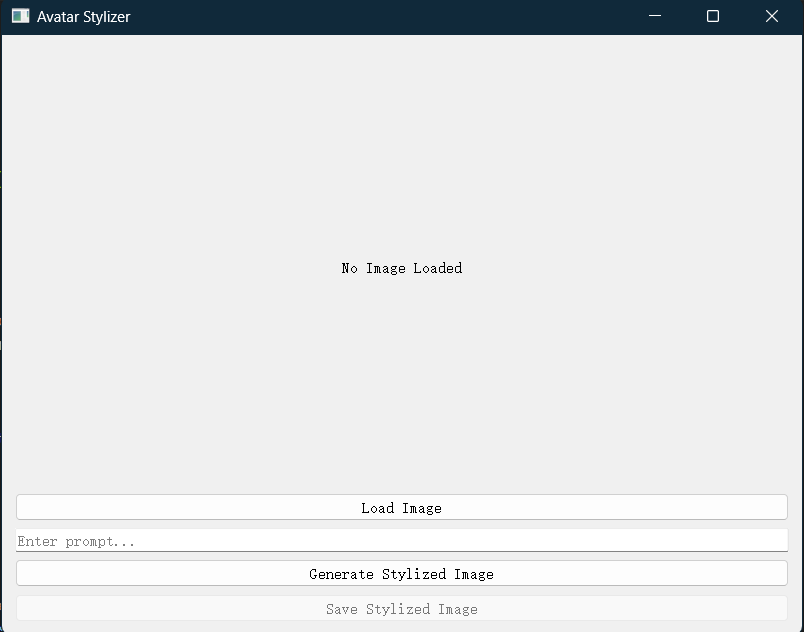 Avatar Stylizer
No Image Loaded
Load Image
Enter prompt...
Generate Stylized Image
Save Stylized Image